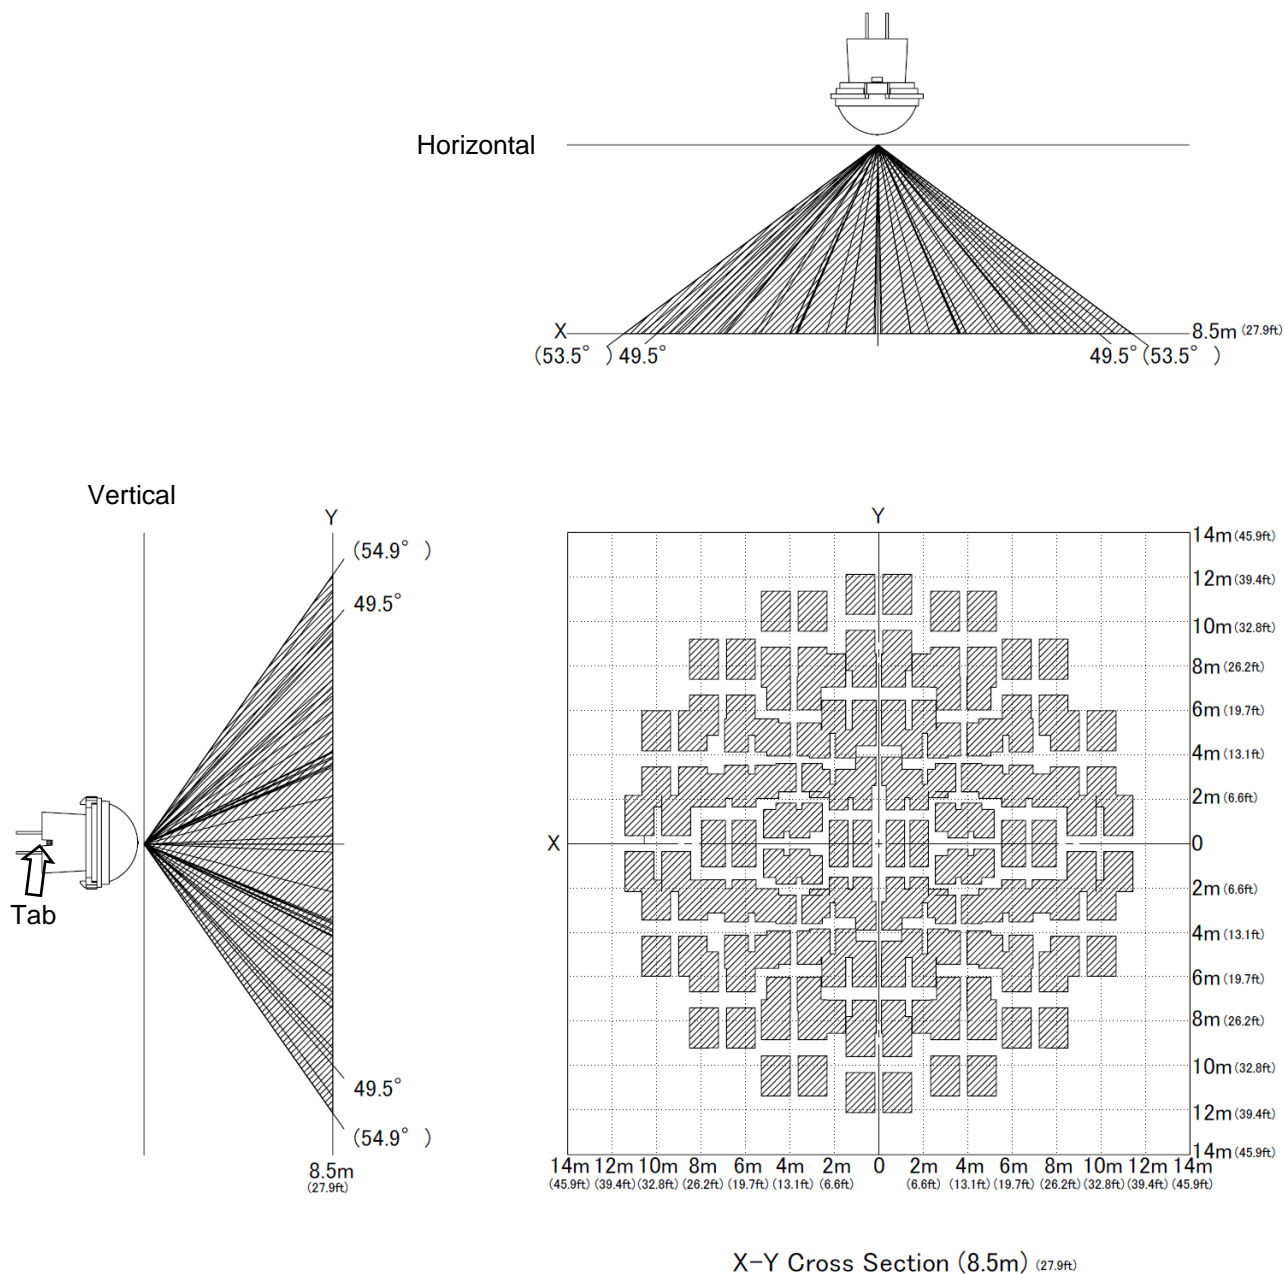 Horizontal
X
8.5m (27.9ft)
(53.5° ) 49.5°
49.5° (53.5° )
Vertical
Y
(54.9° )
49.5°
Tab
49.5°
(54.9° )
8.5m
(27.9ft)
Y
14m (45.9ft)
12m (39.4ft)
10m (32.8ft)
8m (26.2ft)
6m (19.7ft)
4m (13.1ft)
2m (6.6ft)
X
0
2m (6.6ft)
4m (13.1ft)
6m (19.7ft)
8m (26.2ft)
10m (32.8ft)
12m (39.4ft)
14m (45.9ft)
14m 12m 10m 8m 6m 4m 2m 0 2m 4m 6m 8m 10m 12m 14m
(45.9ft) (39.4ft) (32.8ft) (26.2ft) (19.7ft) (13.1ft) (6.6ft) (6.6ft) (13.1ft) (19.7ft) (26.2ft) (32.8ft) (39.4ft) (45.9ft)
X-Y Cross Section (8.5m) (27.9ft)